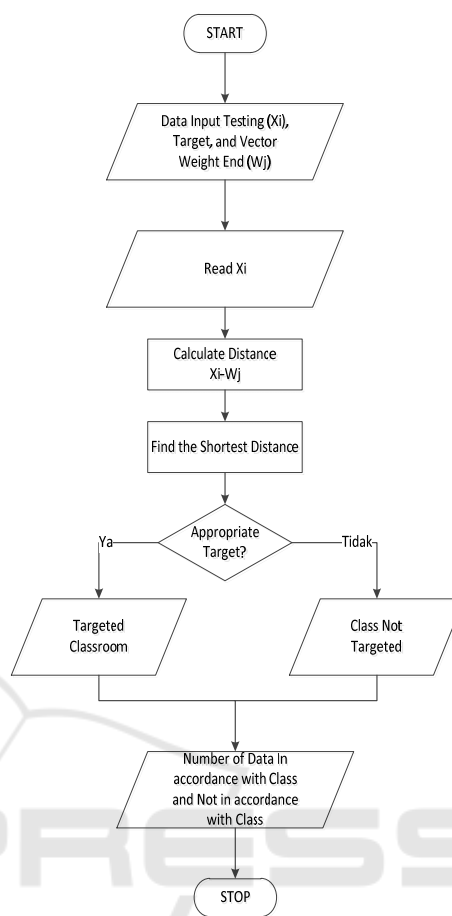 START
Data Input Testing (Xi),
Target, and Vector
Weight End (Wj)
Read Xi
Calculate Distance
Xi-Wj
Find the Shortest Distance
Appropriate
Target?
Ya
Tidak
Targeted
Classroom
Class Not
Targeted
Number of Data In
accordance with Class
and Not in accordance
with Class
STOP
PRESS